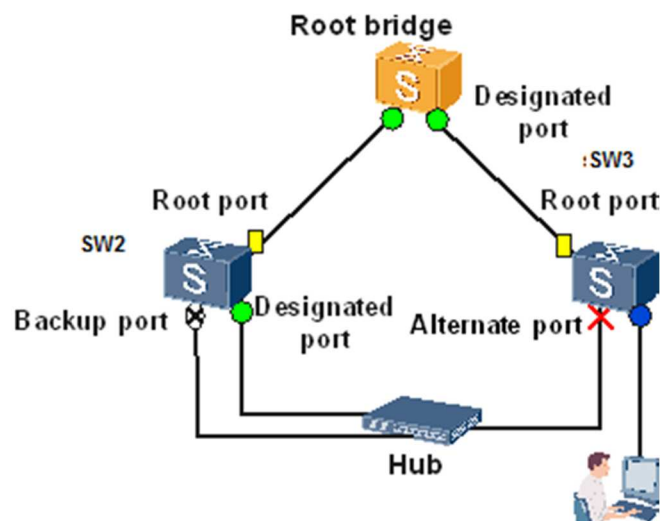 Root bridge
Designated
port
:SW3
Root port
Root port
SW2
S
S
S
Backup port
Designated
port
Alternate port
Hub